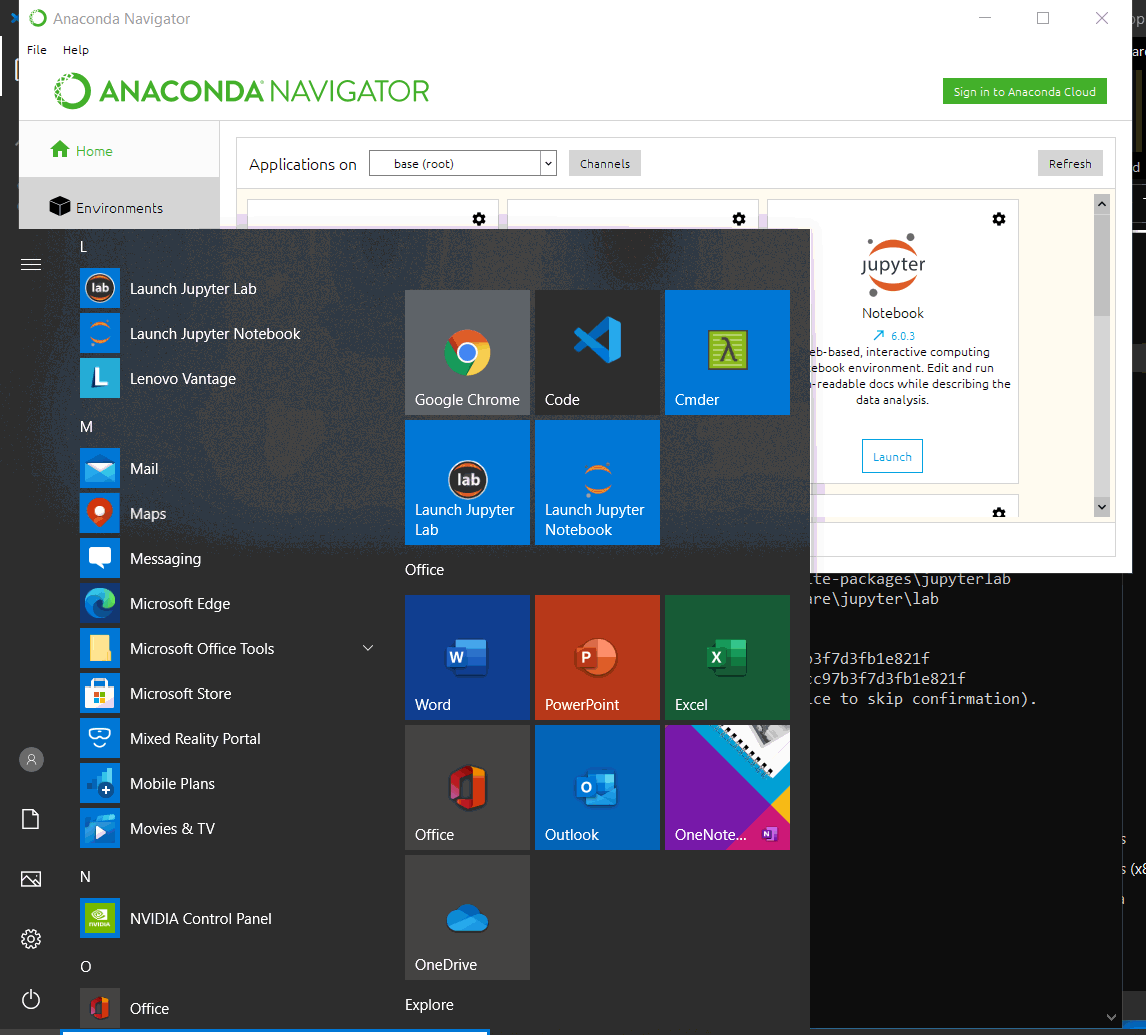 Anaconda Navigator
File Help
ANACONDA NAVIGATOR
Sign in to Anaconda Cloud
Home
Environments
Applications on
base (root)
Channels
Refresh
jupyter
Notebook
6.0.3
interactive computing
environment. Edit and run
-readable docs while describing the
data analysis.
Launch
L
lab
Launch Jupyter Lab
Launch Jupyter Notebook
L
Lenovo Vantage
M
Mail
Maps
Messaging
Microsoft Edge
Microsoft Office Tools
Microsoft Store
Mixed Reality Portal
Mobile Plans
Movies & TV
N
NVIDIA
NVIDIA Control Panel
O
Office
Google Chrome
Code
λ
Cmder
lab
Launch Jupyter
Lab
Launch Jupyter
Notebook
Office
W
Word
P
PowerPoint
X
Excel
Office
O
Outlook
OneNote...
N
OneDrive
Explore
te-packages\jupyterlab
re\jupyter\lab
3f7d3fb1e821f
c97b3f7d3fb1e821f
ce to skip confirmation).